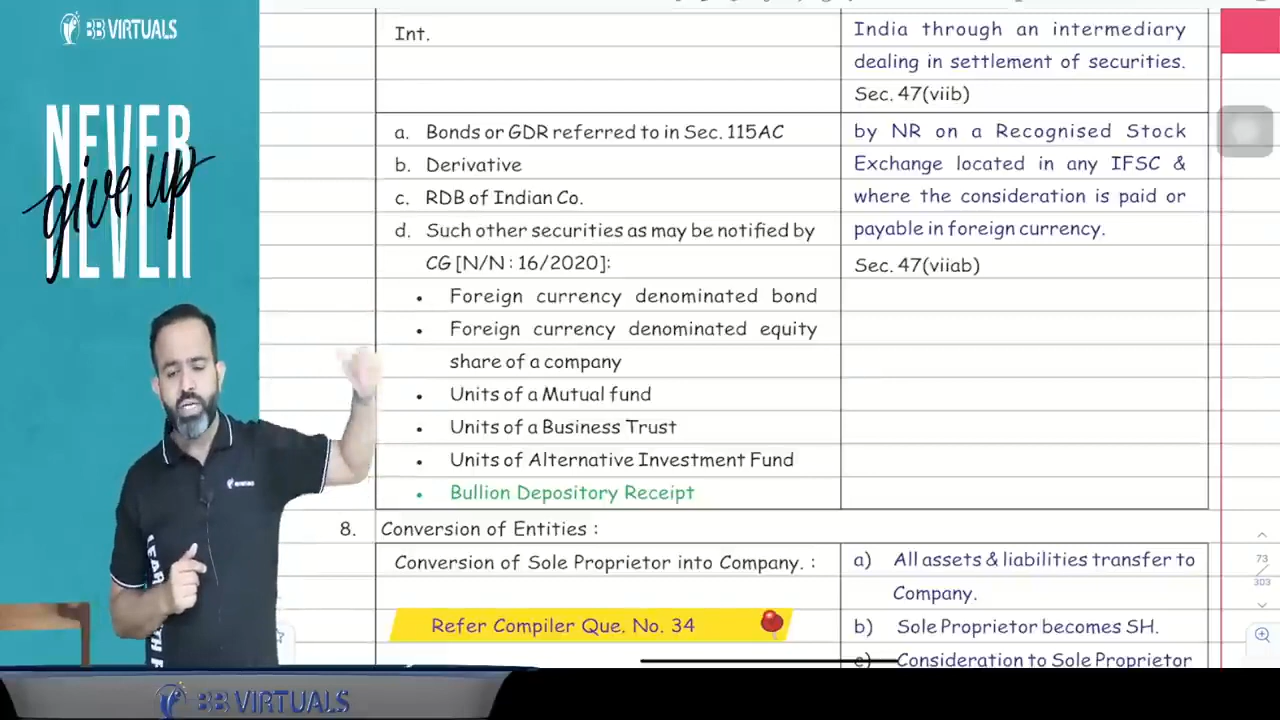 BB VIRTUALS
NEVER
give up
NEVER
Int.
India through an intermediary
dealing in settlement of securities.
Sec. 47(viib)
a. Bonds or GDR referred to in Sec. 115AC
b. Derivative
c. RDB of Indian Co.
d. Such other securities as may be notified by
CG [N/N : 16/2020]:
• Foreign currency denominated bond
• Foreign currency denominated equity
share of a company
• Units of a Mutual fund
• Units of a Business Trust
• Units of Alternative Investment Fund
• Bullion Depository Receipt
by NR on a Recognised Stock
Exchange located in any IFSC &
where the consideration is paid or
payable in foreign currency.
Sec. 47(viiab)
8. Conversion of Entities :
Conversion of Sole Proprietor into Company. :
Refer Compiler Que. No. 34
a) All assets & liabilities transfer to
Company.
b) Sole Proprietor becomes SH.
c) Consideration to Sole Proprietor
73
303
BB VIRTUALS